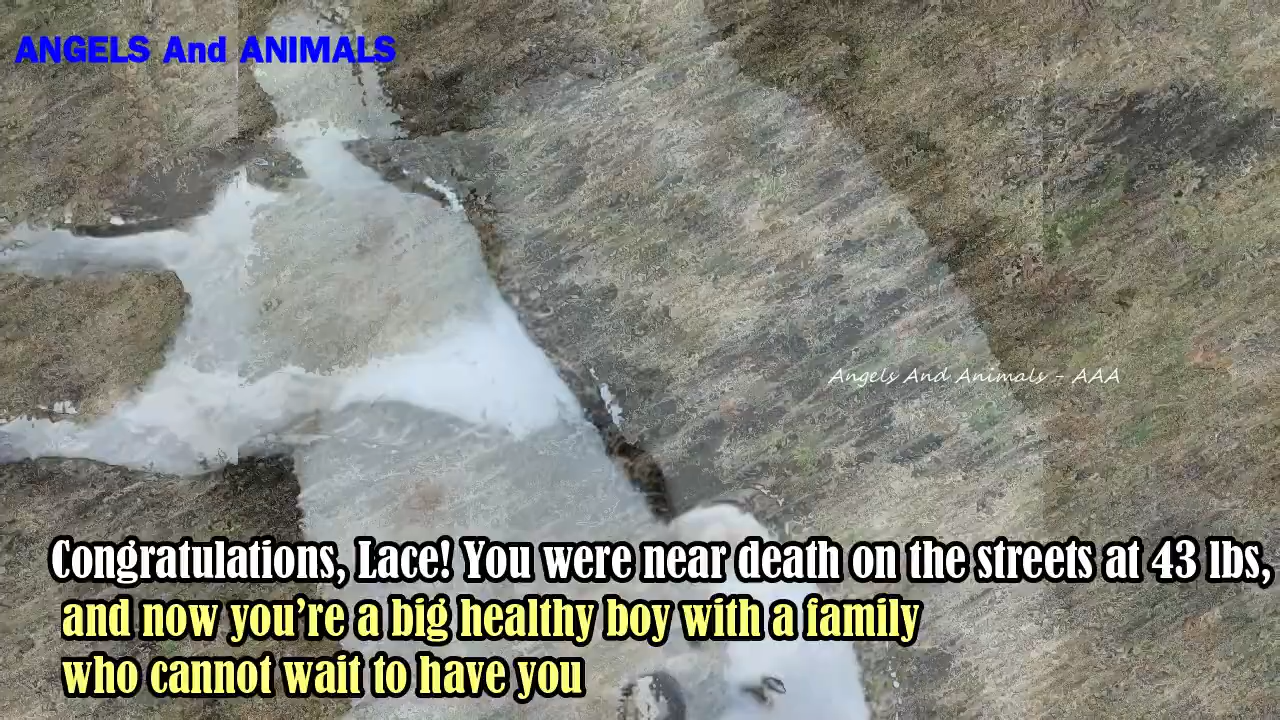 ANGELS And ANIMALS
Angels And Animals - AAA
Congratulations, Lace! You were near death on the streets at 43 lbs,
and now you’re a big healthy boy with a family
who cannot wait to have you